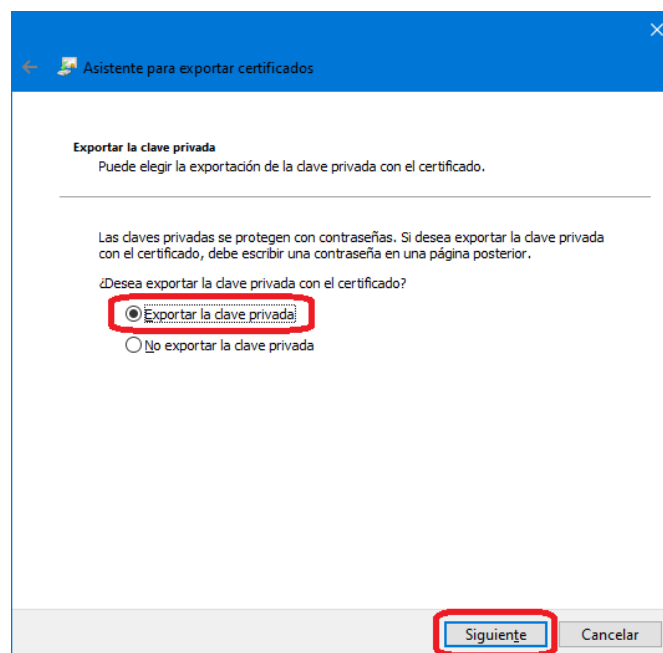 Asistente para exportar certificados
Exportar la clave privada
Puede elegir la exportación de la clave privada con el certificado.
Las claves privadas se protegen con contraseñas. Si desea exportar la clave privada
con el certificado, debe escribir una contraseña en una página posterior.
¿Desea exportar la clave privada con el certificado?
Exportar la clave privada
No exportar la clave privada
Siguiente
Cancelar